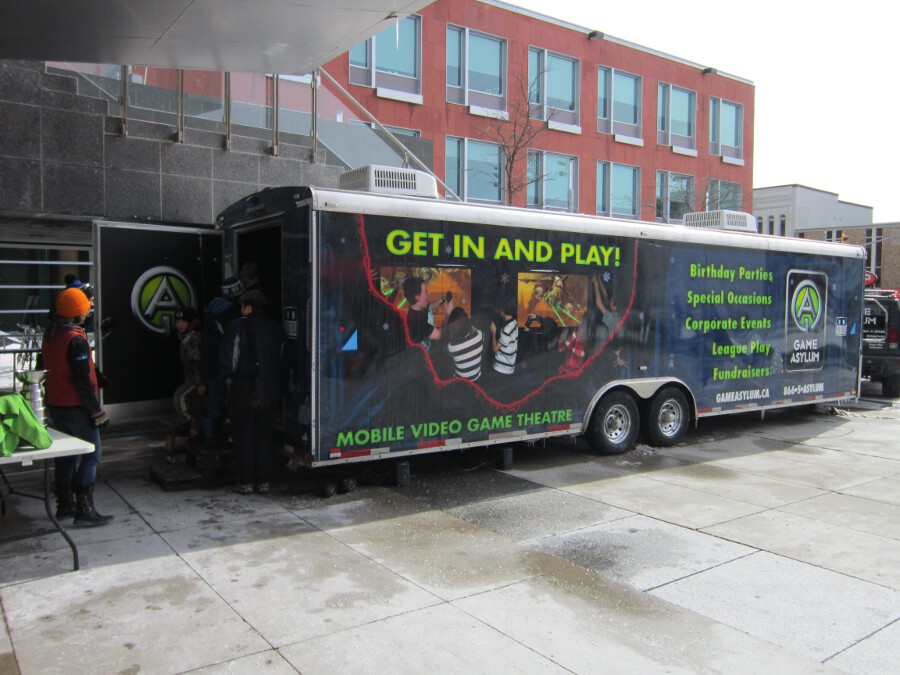 GET IN AND PLAY!
Birthday Parties
Special Occasions
Corporate Events
League Play
Fundraisers
GAME
ASYLUM
GAMEASYLUM.CA 866•5•ASYLUM
MOBILE VIDEO GAME THEATRE